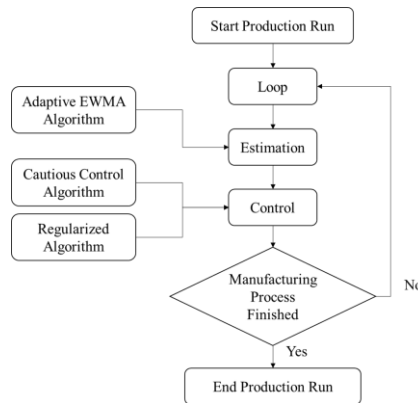 Start Production Run
Loop
Adaptive EWMA
Algorithm
Estimation
Cautious Control
Algorithm
Control
Regularized
Algorithm
Manufacturing
Process
Finished
No
Yes
End Production Run